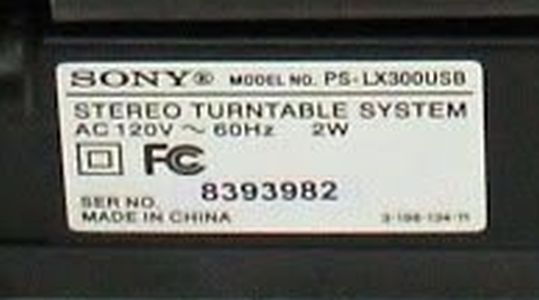 SONY® MODEL NO. PS-LX300USB
STEREO TURNTABLE SYSTEM
AC 120V ~ 60Hz 2W
FC
SER NO. 8393982
MADE IN CHINA